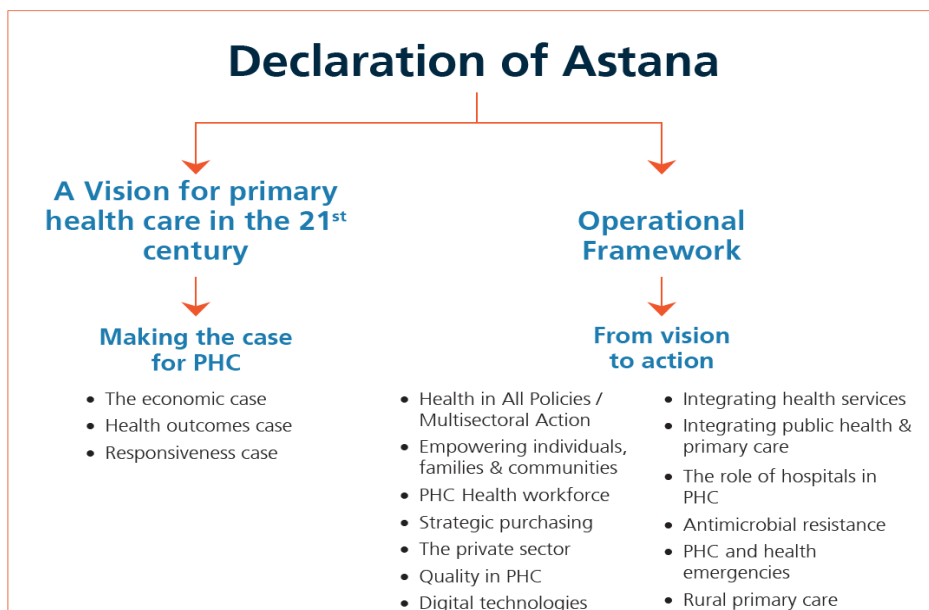 Declaration of Astana
A Vision for primary
health care in the 21st
century
Making the case
for PHC
• The economic case
• Health outcomes case
• Responsiveness case
Operational
Framework
From vision
to action
• Health in All Policies /
Multisectoral Action
• Empowering individuals,
families & communities
• PHC Health workforce
• Strategic purchasing
• The private sector
• Quality in PHC
• Digital technologies
• Integrating health services
• Integrating public health &
primary care
• The role of hospitals in
PHC
• Antimicrobial resistance
• PHC and health
emergencies
• Rural primary care